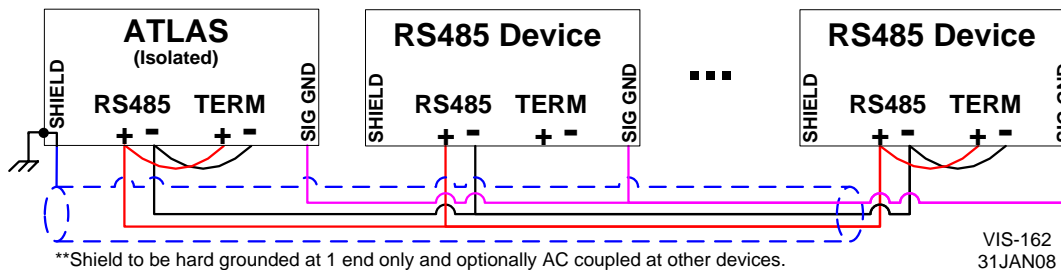 ATLAS
(Isolated)
SHIELD
RS485 TERM
+ - + -
SIG GND
RS485 Device
SHIELD
RS485 TERM
+ - + -
SIG GND
...
RS485 Device
SHIELD
RS485 TERM
+ - + -
SIG GND
**Shield to be hard grounded at 1 end only and optionally AC coupled at other devices.
VIS-162
31JAN08